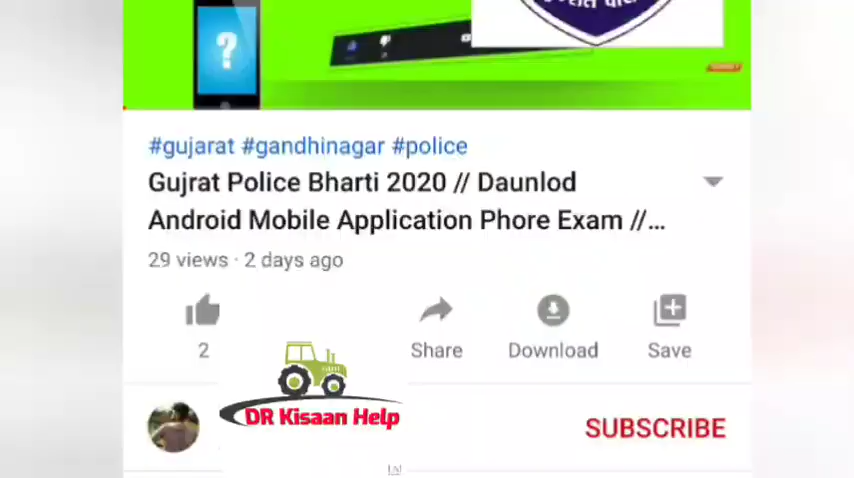 ?
#gujarat #gandhinagar #police
Gujrat Police Bharti 2020 // Daunlod
Android Mobile Application Phore Exam //...
29 views · 2 days ago
2
Share
Download
Save
DR Kisaan Help
SUBSCRIBE